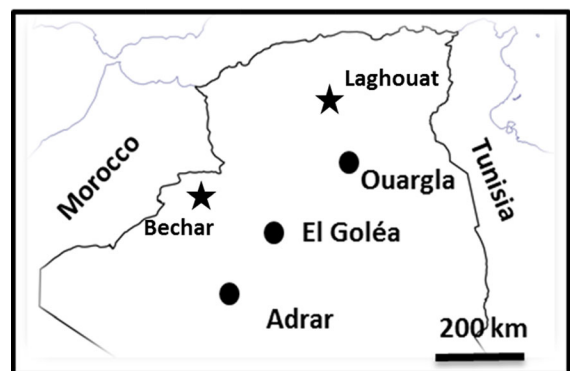 Laghouat
Morocco
Tunisia
Ouargla
Bechar
El Goléa
Adrar
200 km